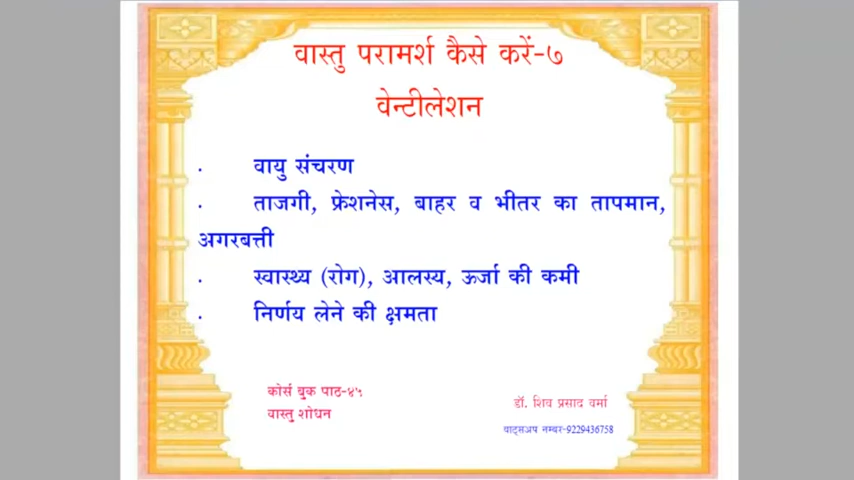 वास्तु परामर्श कैसे करें-७
वेन्टीलेशन
. वायु संचरण
. ताजगी, फ्रेशनेस, बाहर व भीतर का तापमान,
अगरबत्ती
. स्वास्थ्य (रोग), आलस्य, ऊर्जा की कमी
. निर्णय लेने की क्षमता
कोर्स बुक पाठ-४५
वास्तु शोधन
डॉ. शिव प्रसाद वर्मा
वाट्सअप नम्बर-9229436758